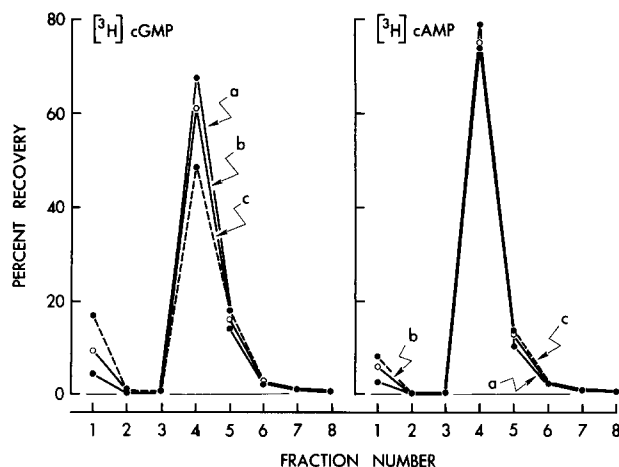 [³H] cGMP
[³H] cAMP
PERCENT RECOVERY
80
60
40
20
0
a
b
c
b
c
a
1 2 3 4 5 6 7 8
1 2 3 4 5 6 7 8
FRACTION NUMBER